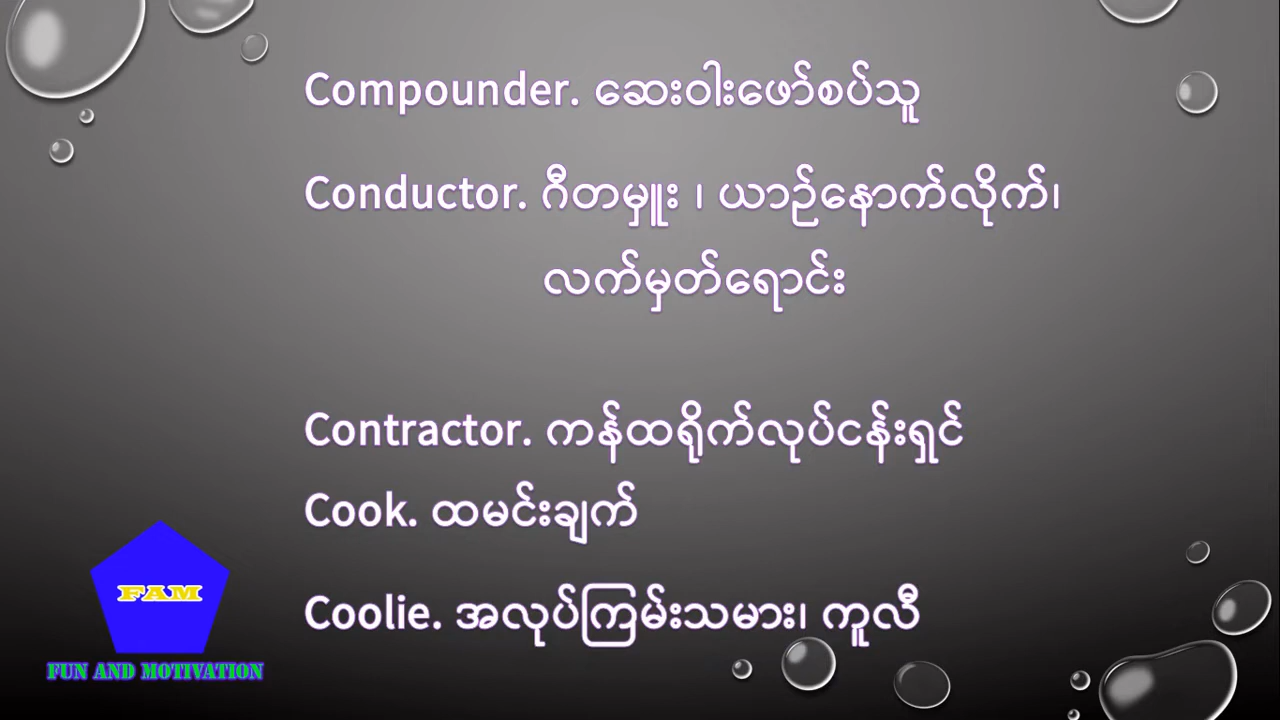 Compounder. ဆေးဝါးဖော်စပ်သူ
Conductor. ဂီတမှူး ၊ ယာဉ်နောက်လိုက်၊
လက်မှတ်ရောင်း
Contractor. ကန်ထရိုက်လုပ်ငန်းရှင်
Cook. ထမင်းချက်
Coolie. အလုပ်ကြမ်းသမား၊ ကူလီ
FAM
FUN AND MOTIVATION